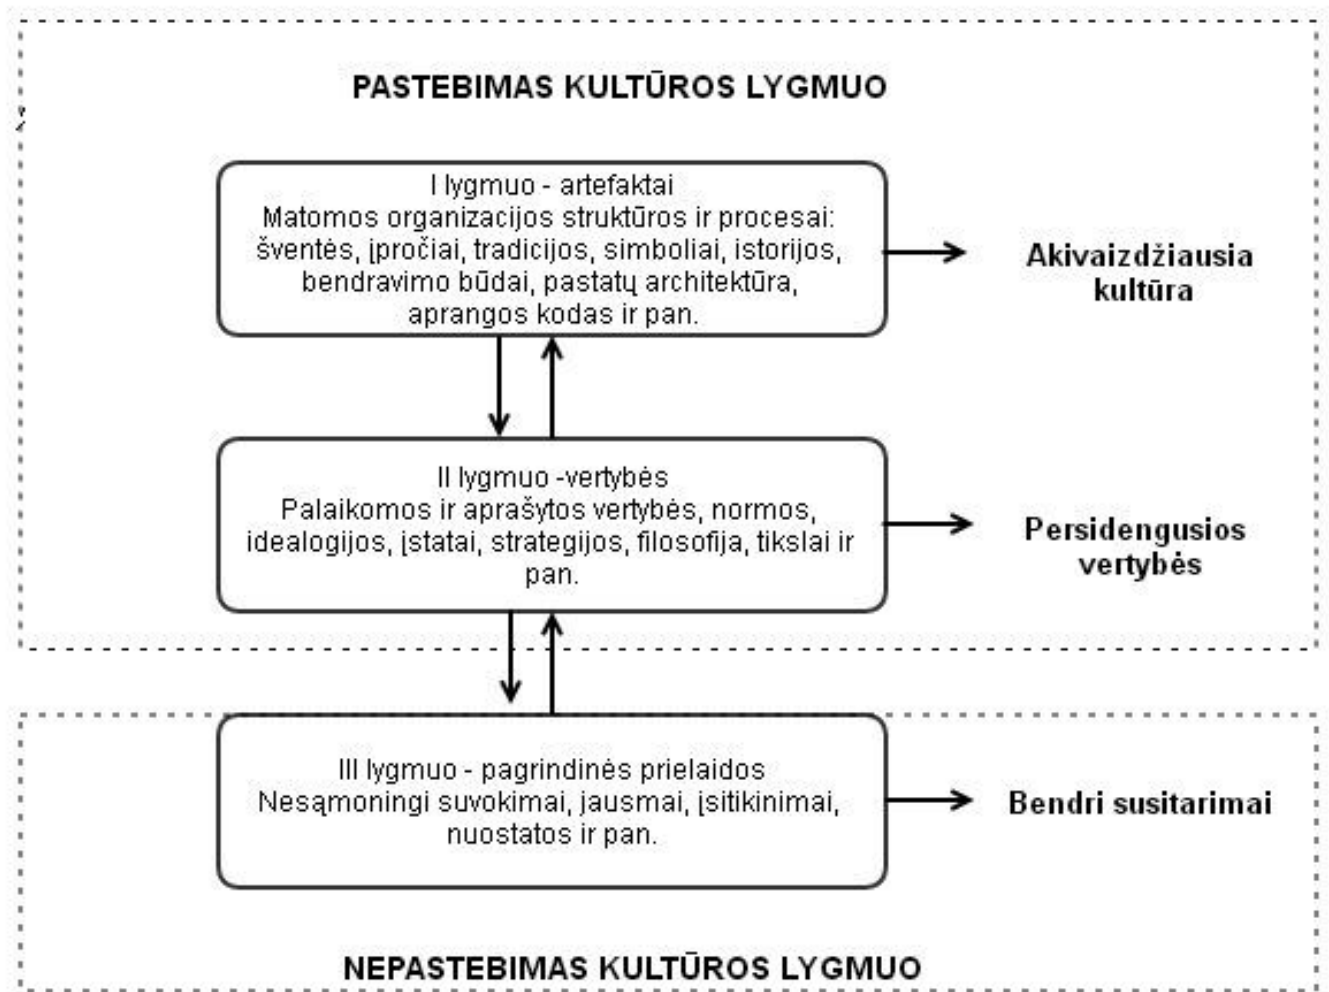 PASTEBIMAS KULTŪROS LYGMUO
I lygmuo - artefaktai
Matomos organizacijos struktūros ir procesai:
šventės, įpročiai, tradicijos, simboliai, istorijos,
bendravimo būdai, pastatų architektūra,
aprangos kodas ir pan.
Akivaizdžiausia
kultūra
II lygmuo -vertybės
Palaikomos ir aprašytos vertybės, normos,
idealogijos, įstatai, strategijos, filosofija, tikslai ir
pan.
Persidengusios
vertybės
III lygmuo - pagrindinės prielaidos
Nesąmoningi suvokimai, jausmai, įsitikinimai,
nuostatos ir pan.
Bendri susitarimai
NEPASTEBIMAS KULTŪROS LYGMUO